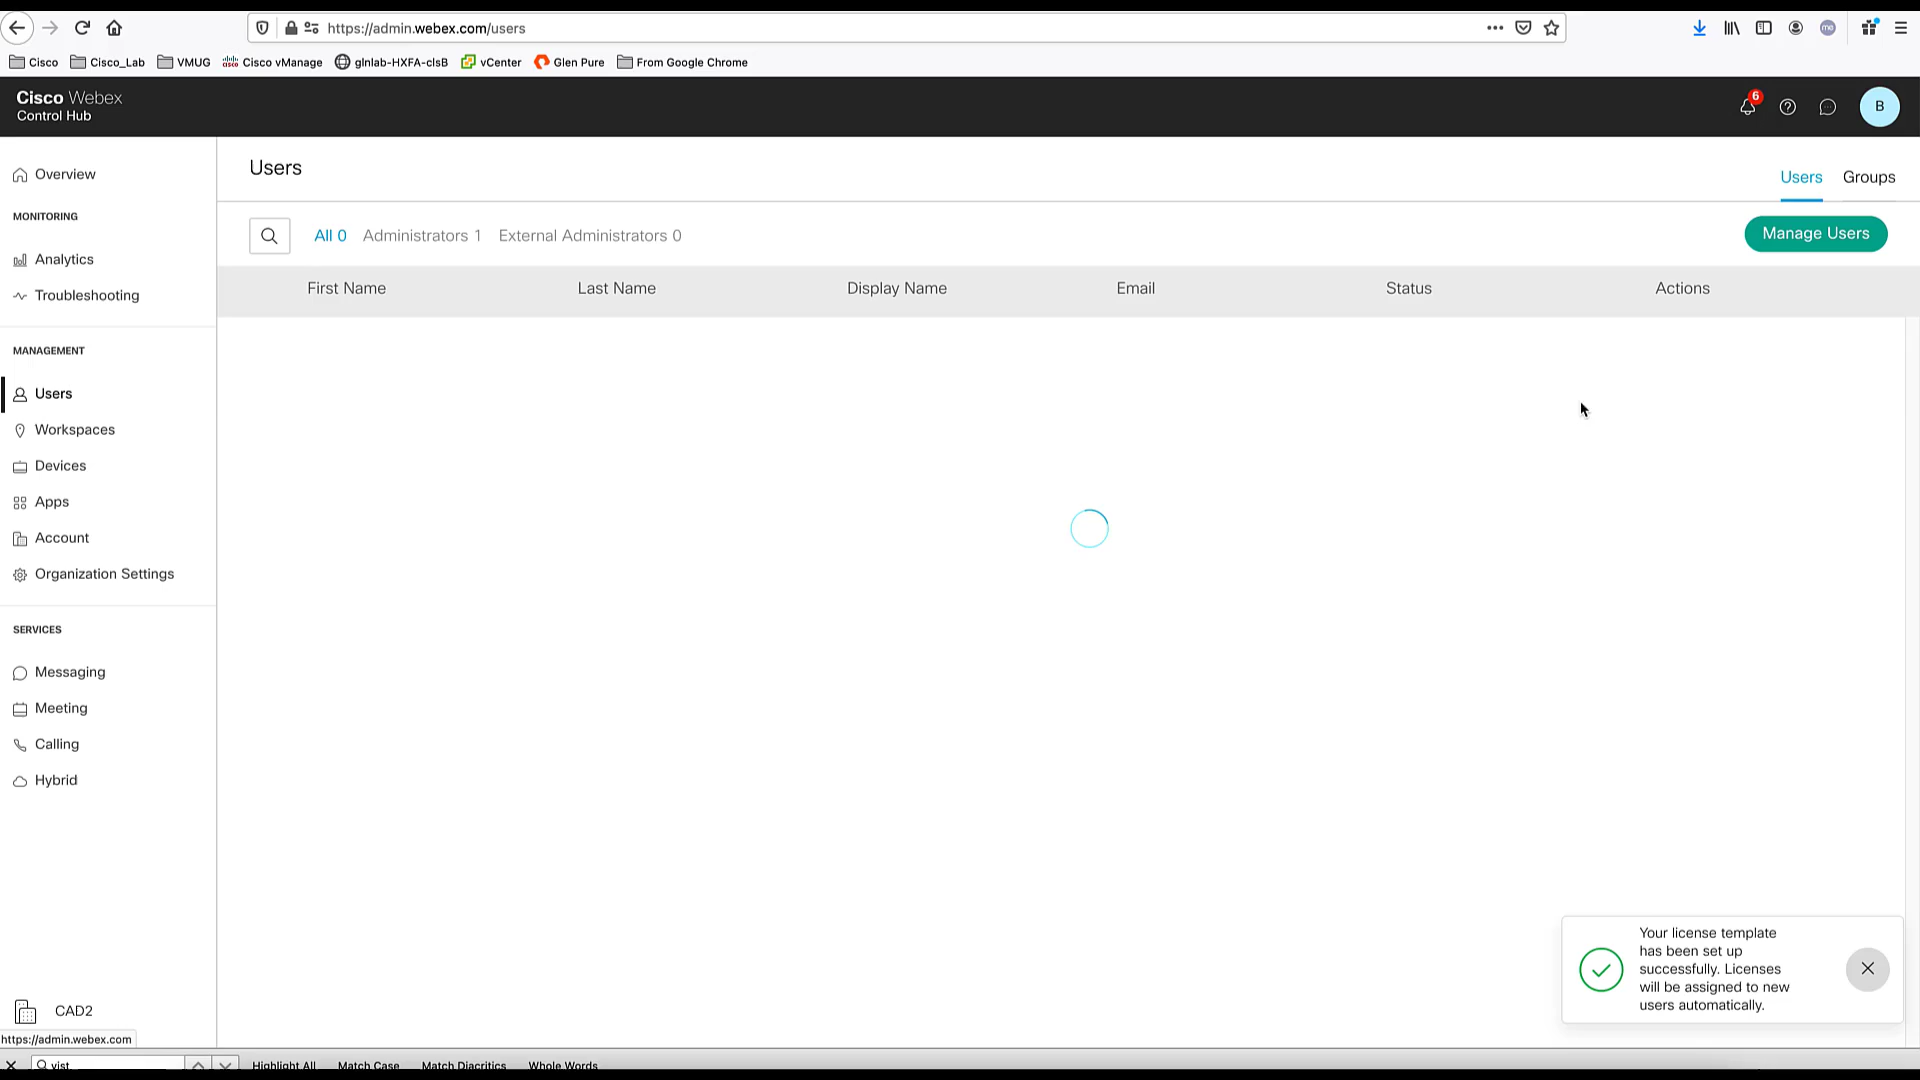 https://admin.webex.com/users
Cisco Cisco_Lab VMUG Cisco vManage glnlab-HXFA-clsB vCenter Glen Pure From Google Chrome
Cisco Webex
Control Hub
6
B
Overview
MONITORING
Analytics
Troubleshooting
MANAGEMENT
Users
Workspaces
Devices
Apps
Account
Organization Settings
SERVICES
Messaging
Meeting
Calling
Hybrid
CAD2
Users
Users Groups
All 0 Administrators 1 External Administrators 0
Manage Users
First Name Last Name Display Name Email Status Actions
Your license template
has been set up
successfully. Licenses
will be assigned to new
users automatically.
https://admin.webex.com
vist Highlight All Match Case Match Diacritics Whole Words